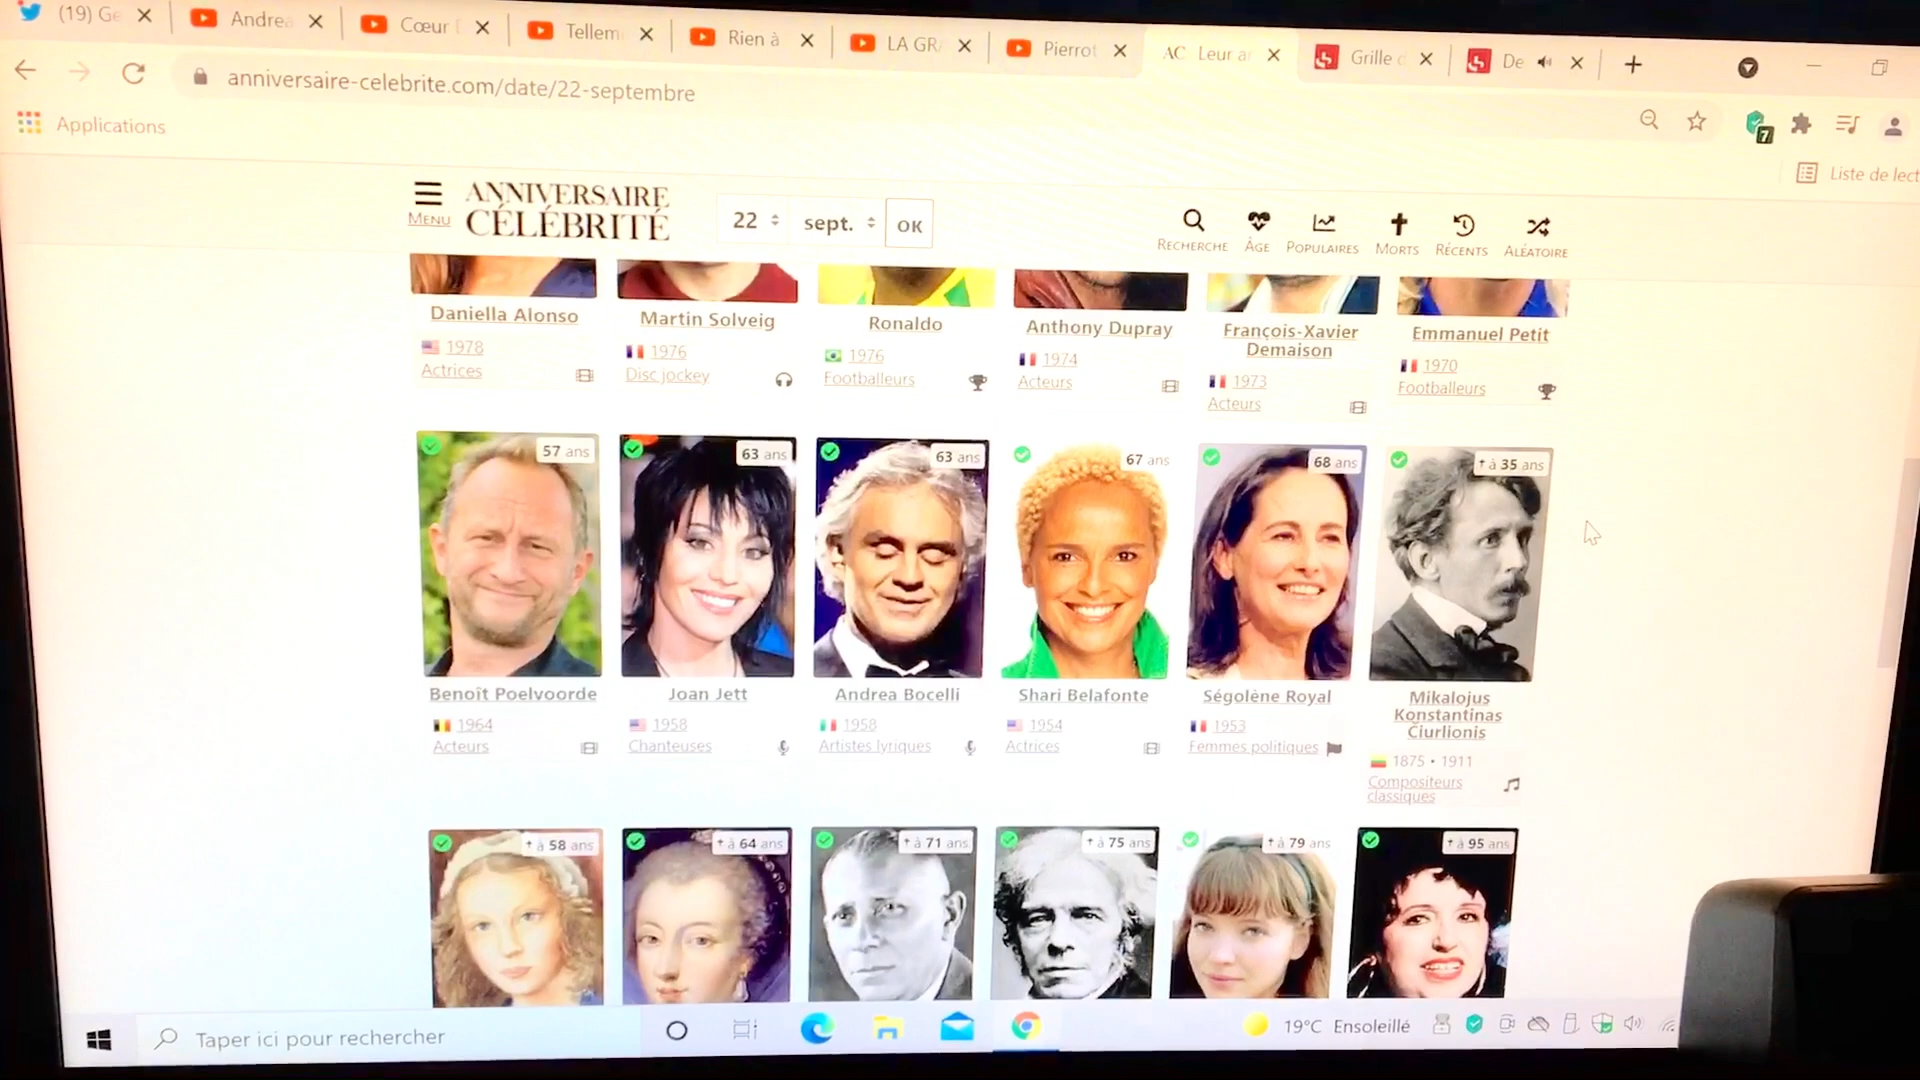 (19) Ge
Andrea
Cœur
Tellem
Rien à
LA GRA
Pierrot
AC Leur an
Grille d
De
anniversaire-celebrite.com/date/22-septembre
Applications
7
Liste de lect
MENU
ANNIVERSAIRE
CÉLÉBRITÉ
22 sept. OK
RECHERCHE ÂGE POPULAIRES MORTS RÉCENTS ALÉATOIRE
Daniella Alonso
1978
Actrices
Martin Solveig
1976
Disc jockey
Ronaldo
1976
Footballeurs
Anthony Dupray
1974
Acteurs
François-Xavier
Demaison
1973
Acteurs
Emmanuel Petit
1970
Footballeurs
57 ans
Benoît Poelvoorde
1964
Acteurs
63 ans
Joan Jett
1958
Chanteuses
63 ans
Andrea Bocelli
1958
Artistes lyriques
67 ans
Shari Belafonte
1954
Actrices
68 ans
Ségolène Royal
1953
Femmes politiques
† à 35 ans
Mikalojus
Konstantinas
Čiurlionis
1875 • 1911
Compositeurs
classiques
† à 58 ans
† à 64 ans
† à 71 ans
† à 75 ans
† à 79 ans
† à 95 ans
Taper ici pour rechercher
19°C Ensoleillé